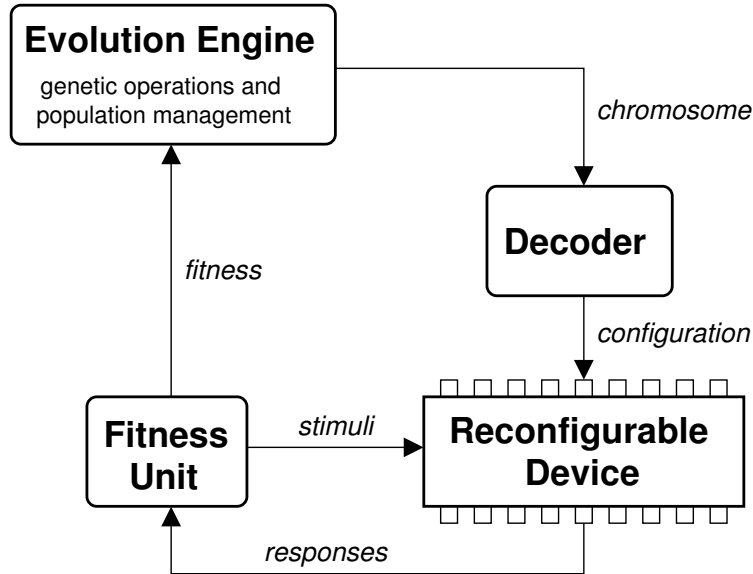 Evolution Engine
genetic operations and
population management
chromosome
Decoder
fitness
configuration
Fitness
Unit
stimuli
Reconfigurable
Device
responses